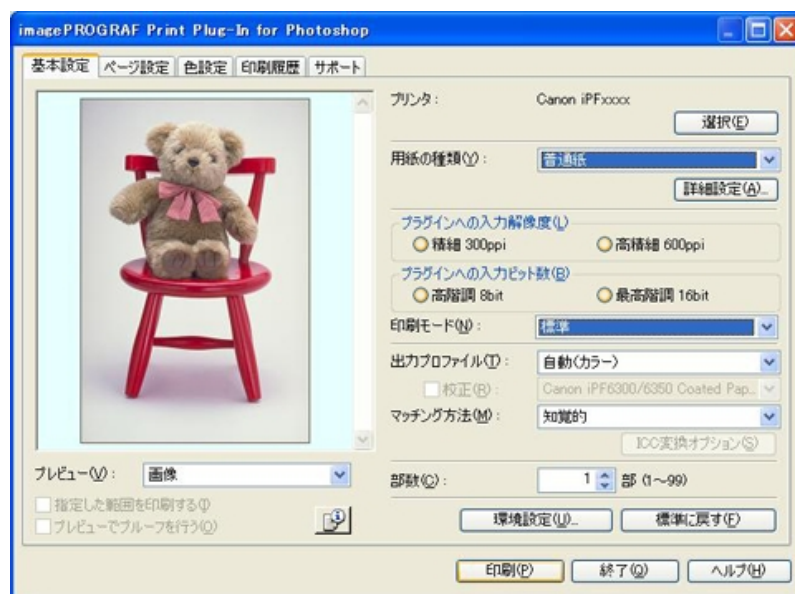 imagePROGRAF Print Plug-In for Photoshop
基本設定 ページ設定 色設定 印刷履歴 サポート
プリンタ： Canon iPFxxxx
選択(E)
用紙の種類(Y)： 普通紙
詳細設定(A)...
プラグインへの入力解像度(L)
精細 300ppi 高精細 600ppi
プラグインへの入力ビット数(B)
高階調 8bit 最高階調 16bit
印刷モード(N)： 標準
出力プロファイル(T)： 自動(カラー)
校正(R)： Canon iPF6300/6350 Coated Pap...
マッチング方法(M)： 知覚的
ICC変換オプション(S)
プレビュー(V)： 画像
部数(C)： 1 部 (1～99)
指定した範囲を印刷する(I)
プレビューでプルーフを行う(O)
環境設定(U)... 標準に戻す(F)
印刷(P) 終了(Q) ヘルプ(H)